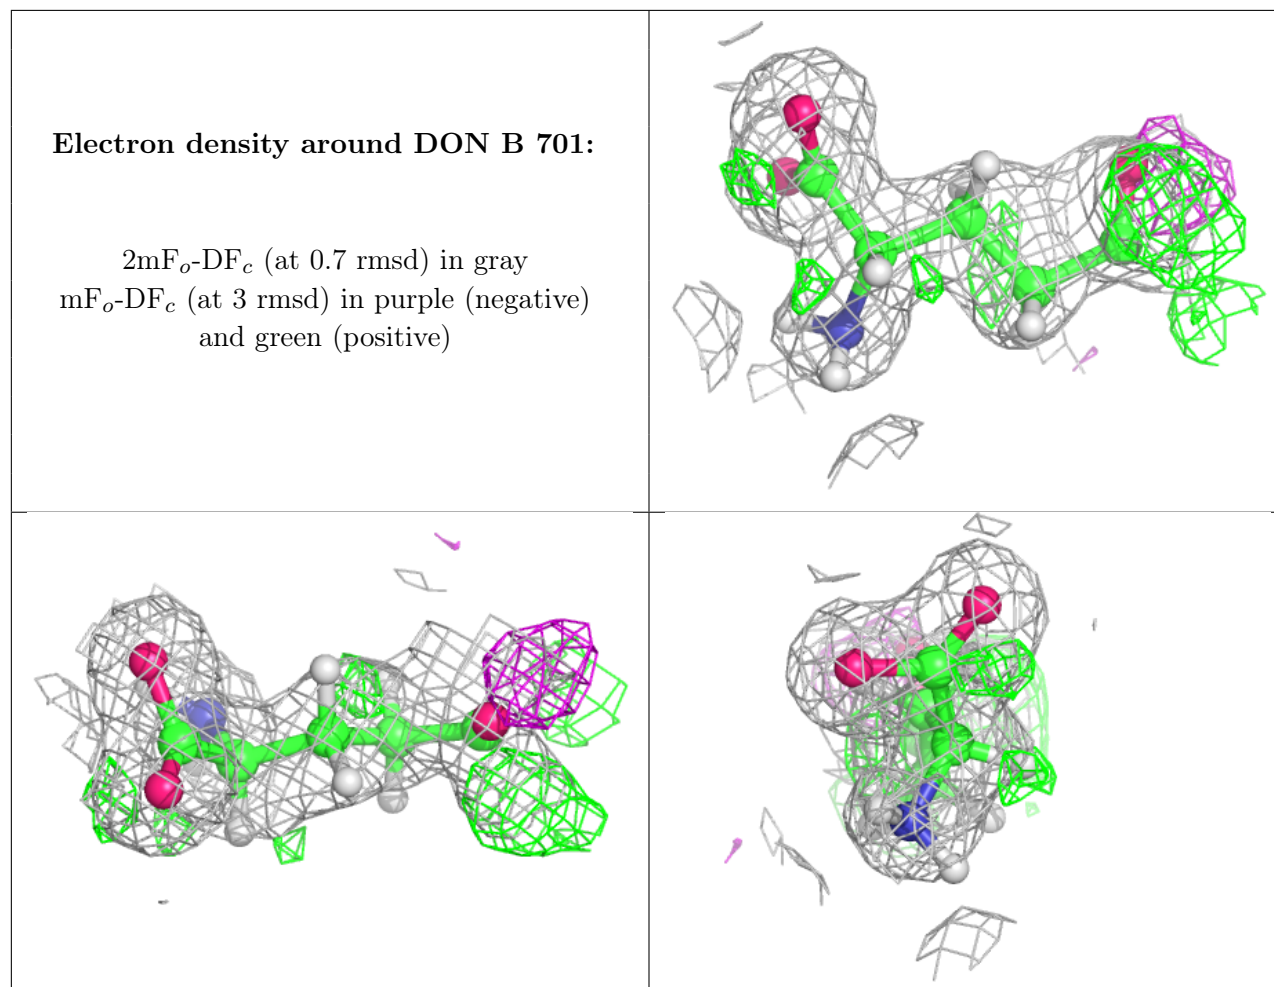 Electron density around DON B 701:
2mFo-DFc (at 0.7 rmsd) in gray
mFo-DFc (at 3 rmsd) in purple (negative)
and green (positive)